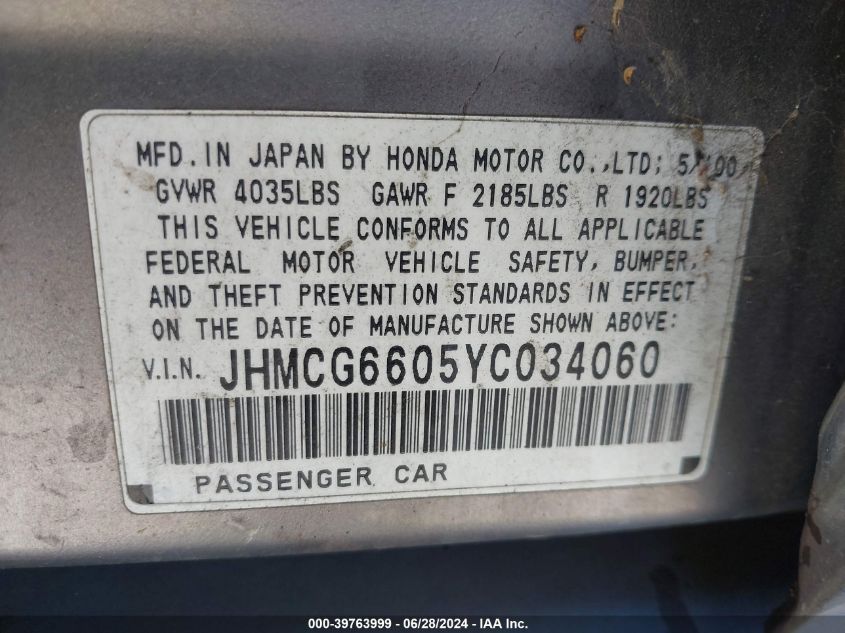 MFD. IN JAPAN BY HONDA MOTOR CO.,LTD; 5/'00
GVWR 4035LBS GAWR F 2185LBS R 1920LBS
THIS VEHICLE CONFORMS TO ALL APPLICABLE
FEDERAL MOTOR VEHICLE SAFETY, BUMPER,
AND THEFT PREVENTION STANDARDS IN EFFECT
ON THE DATE OF MANUFACTURE SHOWN ABOVE:
V.I.N. JHMCG6605YC034060
PASSENGER CAR
000-39763999 - 06/28/2024 - IAA Inc.